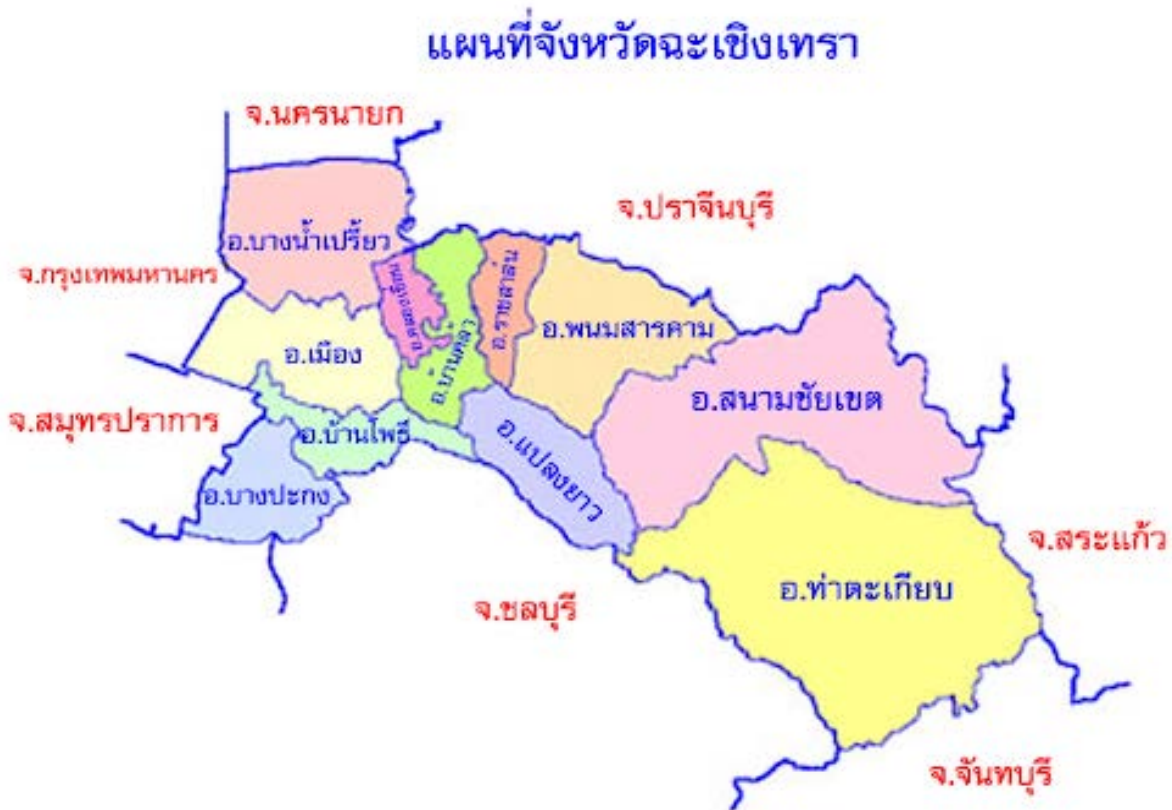 แผนที่จังหวัดฉะเชิงเทรา
จ.นครนายก
จ.ปราจีนบุรี
อ.บางน้ำเปรี้ยว
จ.กรุงเทพมหานคร
อ.ราชสาส์น
อ.พนมสารคาม
อ.เมือง
อ.บ้านคล้า
อ.สนามชัยเขต
จ.สมุทรปราการ
อ.บ้านโพธิ์
อ.แปลงยาว
อ.บางปะกง
จ.สระแก้ว
อ.ท่าตะเกียบ
จ.ชลบุรี
จ.จันทบุรี